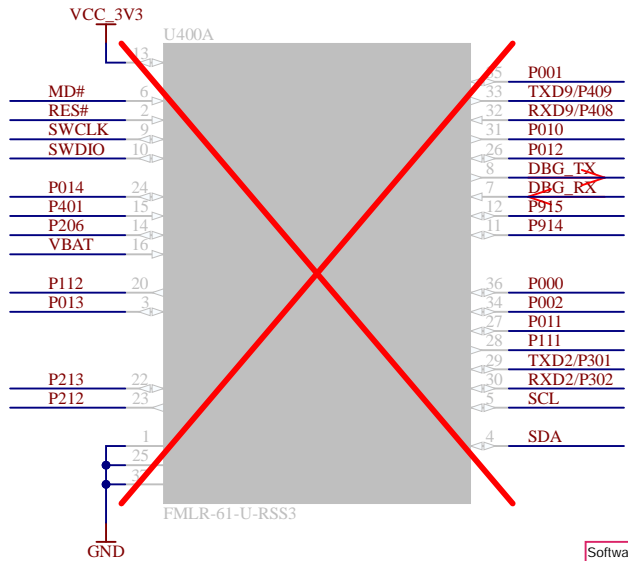 VCC_3V3
U400A
13
MD# 6
RES# 2
SWCLK 9
SWDIO 10
P014 24
P401 15
P206 14
VBAT 16
P112 20
P013 3
P213 22
P212 23
1
25
GND
35 P001
33 TXD9/P409
32 RXD9/P408
31 P010
26 P012
8 DBG_TX
7 DBG_RX
12 P915
11 P914
36 P000
34 P002
27 P011
28 P111
29 TXD2/P301
30 RXD2/P302
5 SCL
4 SDA
FMLR-61-U-RSS3